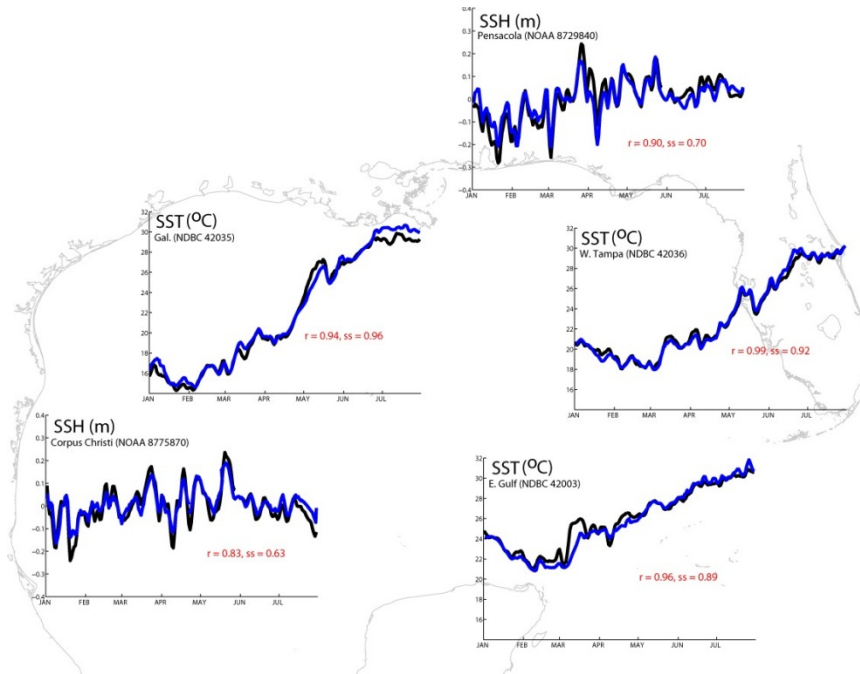 SSH (m)
Pensacola (NOAA 8729840)
0.4
0.3
0.2
0.1
0
-0.1
-0.2
-0.3
-0.4
r = 0.90, ss = 0.70
JAN FEB MAR APR MAY JUN JUL
SST (°C)
Gal. (NDBC 42035)
32
30
28
26
24
22
20
18
16
r = 0.94, ss = 0.96
JAN FEB MAR APR MAY JUN JUL
SST (°C)
W. Tampa (NDBC 42036)
32
30
28
26
24
22
20
18
16
r = 0.99, ss = 0.92
JAN FEB MAR APR MAY JUN JUL
SSH (m)
Corpus Christi (NOAA 8775870)
0.4
0.3
0.2
0.1
0
-0.1
-0.2
-0.3
-0.4
r = 0.83, ss = 0.63
JAN FEB MAR APR MAY JUN JUL
SST (°C)
E. Gulf (NDBC 42003)
32
30
28
26
24
22
20
18
16
r = 0.96, ss = 0.89
JAN FEB MAR APR MAY JUN JUL